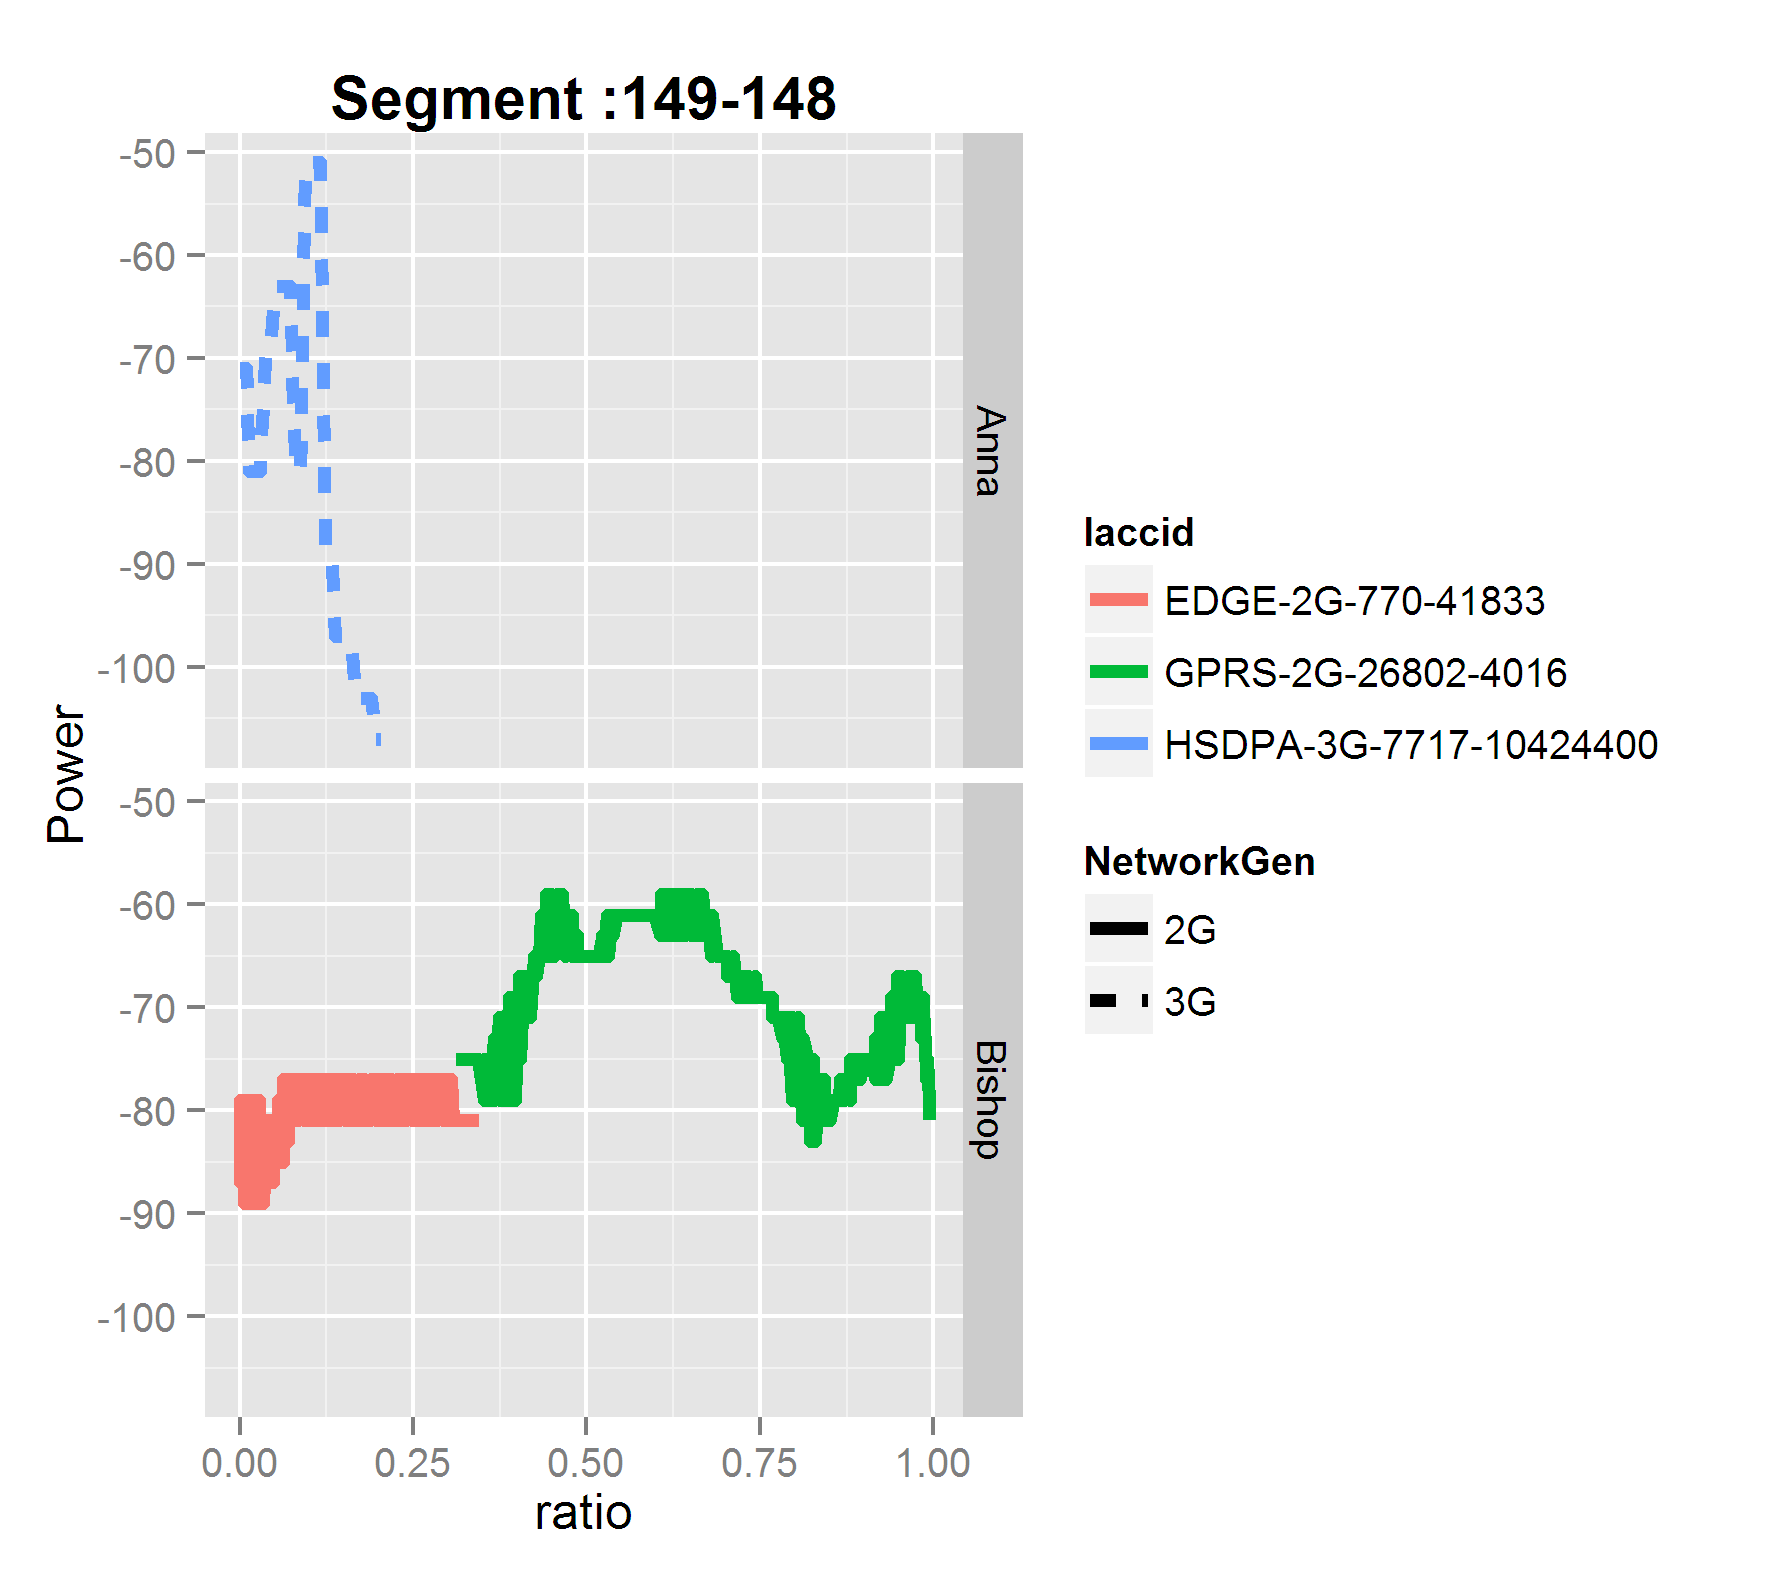 Segment :149-148
Power
-50
-60
-70
-80
-90
-100
Anna
-50
-60
-70
-80
-90
-100
Bishop
0.00 0.25 0.50 0.75 1.00
ratio
laccid
EDGE-2G-770-41833
GPRS-2G-26802-4016
HSDPA-3G-7717-10424400
NetworkGen
2G
3G